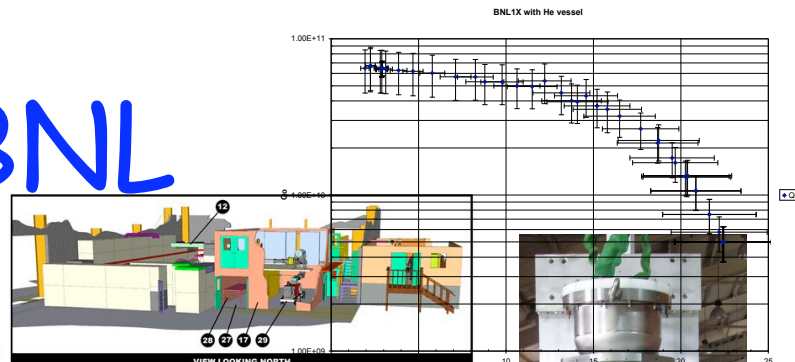 BNL1X with He vessel
1.00E+11
BNL
12
1.00E+10
28 27 17 29
VIEW LOOKING NORTH
1.00E+09
10 15 20 25